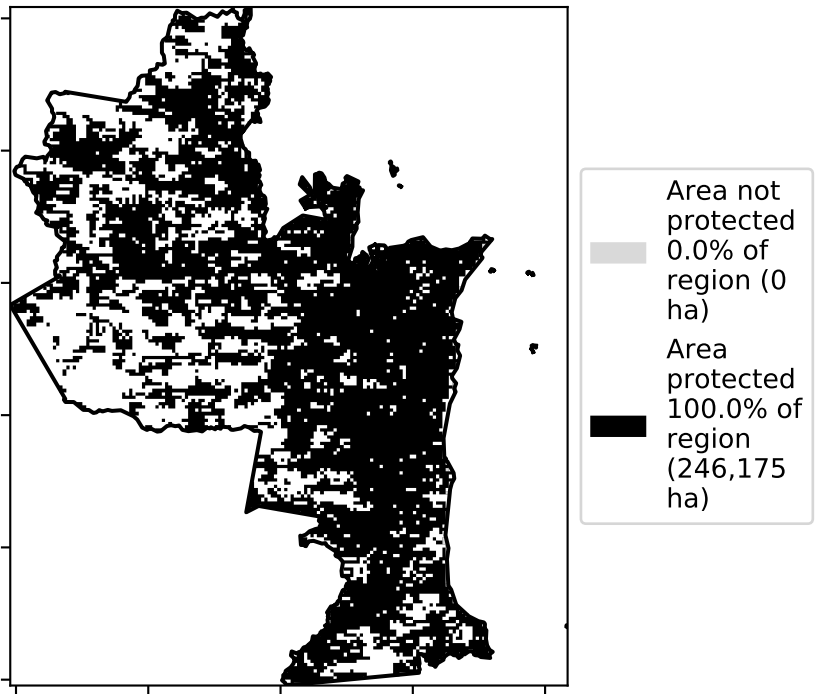 Area not
protected
0.0% of
region (0
ha)
Area
protected
100.0% of
region
(246,175
ha)